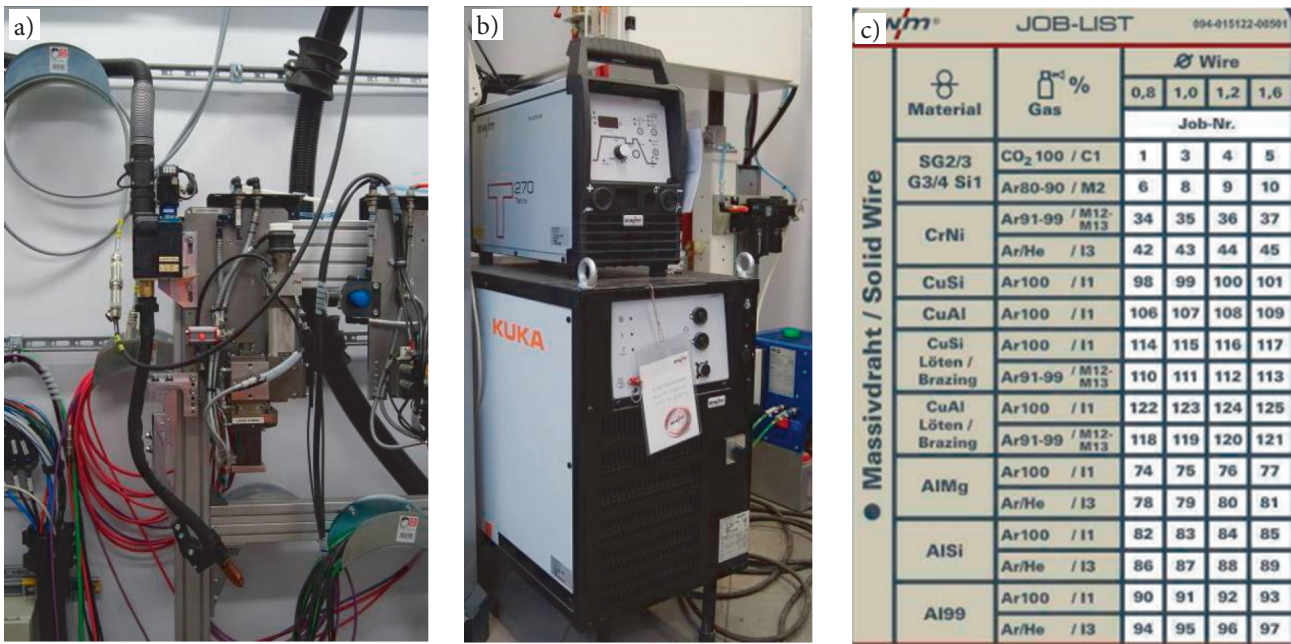 a)
b)
ewm
T 270
KUKA
ewm
c)
wm® JOB-LIST 094-015122-00501
● Massivdraht / Solid Wire
Material Gas % Ø Wire
0,8 1,0 1,2 1,6
Job-Nr.
SG2/3 G3/4 Si1 CO2 100 / C1 1 3 4 5
Ar80-90 / M2 6 8 9 10
CrNi Ar91-99 / M12-M13 34 35 36 37
Ar/He / I3 42 43 44 45
CuSi Ar100 / I1 98 99 100 101
CuAl Ar100 / I1 106 107 108 109
CuSi Löten / Brazing Ar100 / I1 114 115 116 117
Ar91-99 / M12-M13 110 111 112 113
CuAl Löten / Brazing Ar100 / I1 122 123 124 125
Ar91-99 / M12-M13 118 119 120 121
AlMg Ar100 / I1 74 75 76 77
Ar/He / I3 78 79 80 81
AlSi Ar100 / I1 82 83 84 85
Ar/He / I3 86 87 88 89
Al99 Ar100 / I1 90 91 92 93
Ar/He / I3 94 95 96 97